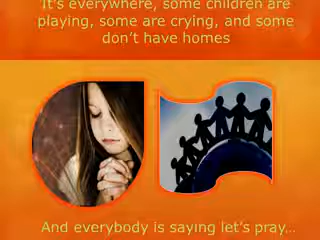 It's everywhere, some children are
playing, some are crying, and some
don't have homes
And everybody is saying let's pray...